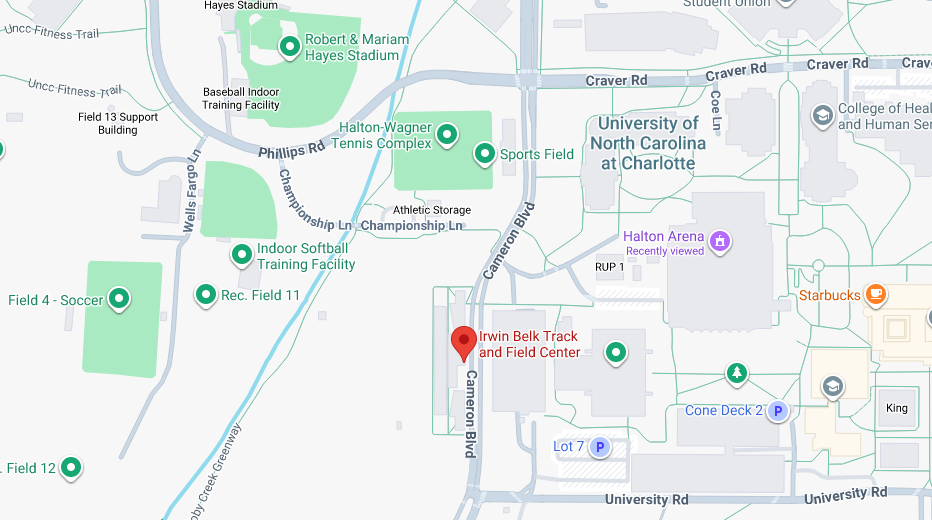 Hayes Stadium
Student Union
Uncc Fitness Trail
Robert & Mariam
Hayes Stadium
Craver Rd
Craver Rd
Craver Rd
Uncc Fitness Trail
Baseball Indoor
Training Facility
Coe Ln
Field 13 Support
Building
College of Heal
and Human Ser
Halton-Wagner
Tennis Complex
University of
North Carolina
at Charlotte
Phillips Rd
Sports Field
Wells Fargo Ln
Championship Ln
Athletic Storage
Championship Ln
Cameron Blvd
Halton Arena
Recently viewed
Indoor Softball
Training Facility
RUP 1
Field 4 - Soccer
Rec. Field 11
Starbucks
Irwin Belk Track
and Field Center
Cameron Blvd
Cone Deck 2
P
King
Lot 7
P
. Field 12
oby Creek Greenway
University Rd
University Rd